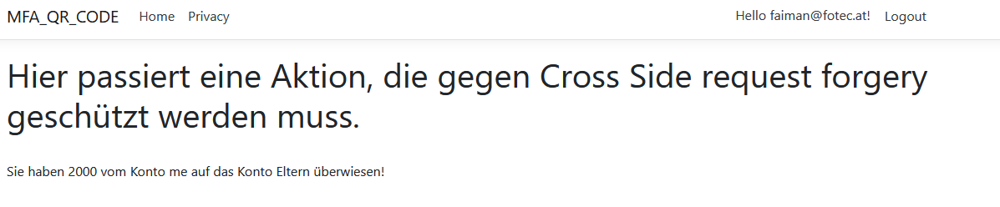 MFA_QR_CODE Home Privacy Hello faiman@fotec.at! Logout
Hier passiert eine Aktion, die gegen Cross Side request forgery
geschützt werden muss.
Sie haben 2000 vom Konto me auf das Konto Eltern überwiesen!